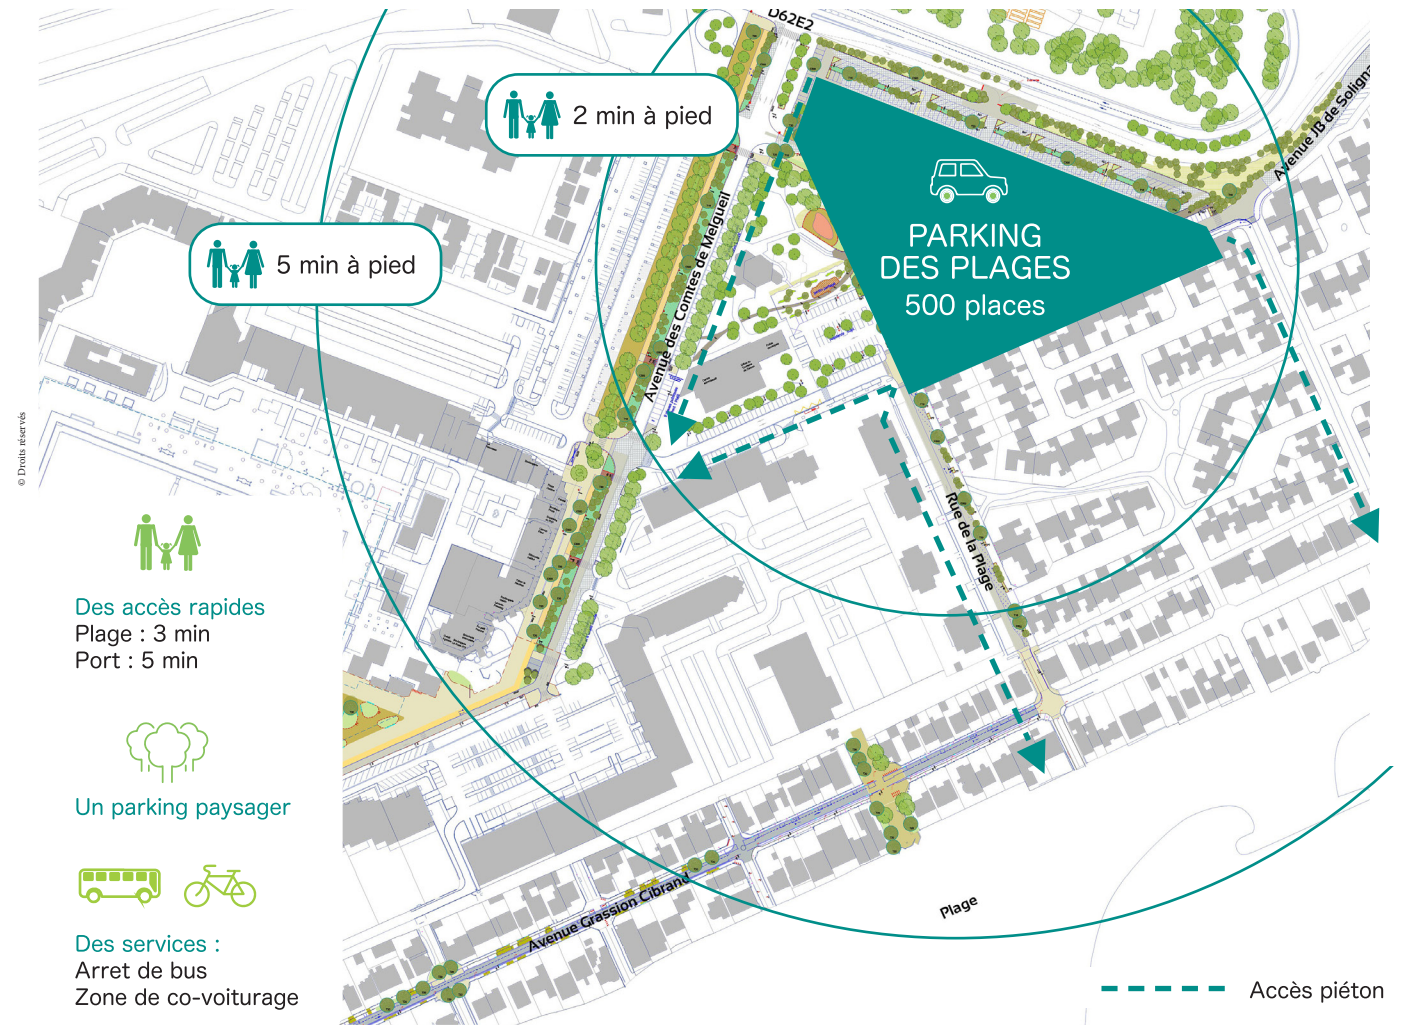 D62E2
2 min à pied
Avenue JB de Soligna
Avenue des Comtes de Melgueil
PARKING
DES PLAGES
500 places
5 min à pied
© Droits réservés
Rue de la Plage
Des accès rapides
Plage : 3 min
Port : 5 min
Un parking paysager
Avenue Grassion Cibrand
Plage
Des services :
Arret de bus
Zone de co-voiturage
Accès piéton